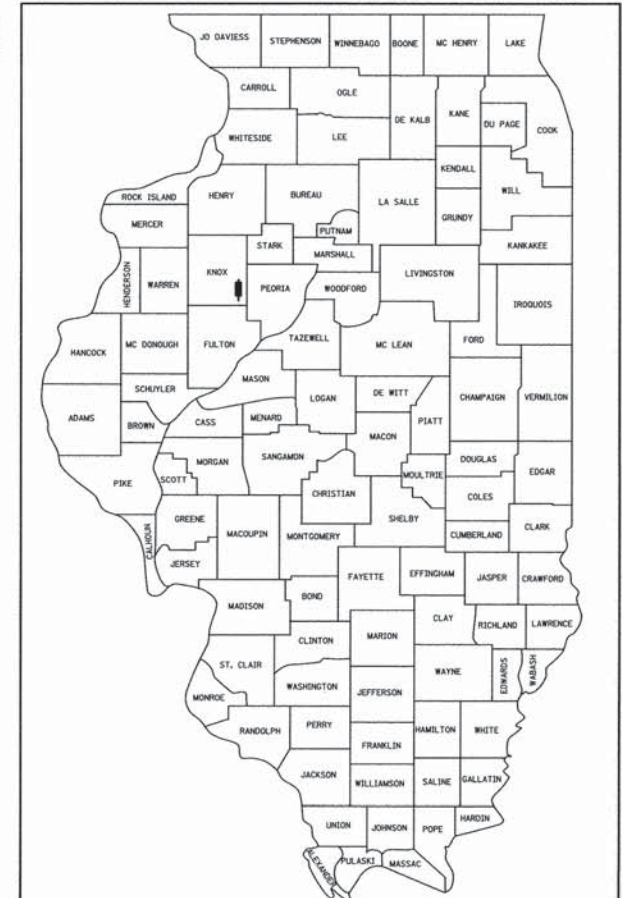 JO DAVIESS
STEPHENSON
WINNEBAGO
BOONE
MC HENRY
LAKE
CARROLL
OGLE
DE KALB
KANE
DU PAGE
COOK
WHITESIDE
LEE
KENDALL
WILL
ROCK ISLAND
HENRY
BUREAU
LA SALLE
GRUNDY
MERCER
PUTNAM
STARK
MARSHALL
KANKAKEE
HENDERSON
WARREN
KNOX
PEORIA
WOODFORD
LIVINGSTON
IROQUOIS
HANCOCK
MC DONOUGH
FULTON
TAZEWELL
MC LEAN
FORD
MASON
SCHUYLER
LOGAN
DE WITT
CHAMPAIGN
VERMILION
ADAMS
BROWN
CASS
MENARD
MACON
PIATT
MORGAN
SANGAMON
DOUGLAS
EDGAR
PIKE
SCOTT
MOULTRIE
CHRISTIAN
COLES
GREENE
CALHOUN
MACOUPIN
MONTGOMERY
SHELBY
CUMBERLAND
CLARK
JERSEY
FAYETTE
EFFINGHAM
JASPER
CRAWFORD
MADISON
BOND
CLAY
RICHLAND
LAWRENCE
CLINTON
MARION
ST. CLAIR
WAYNE
EDWARDS
WABASH
MONROE
WASHINGTON
JEFFERSON
RANDOLPH
PERRY
HAMILTON
WHITE
FRANKLIN
JACKSON
WILLIAMSON
SALINE
GALLATIN
UNION
JOHNSON
POPE
HARDIN
ALEXANDER
PULASKI
MASSAC